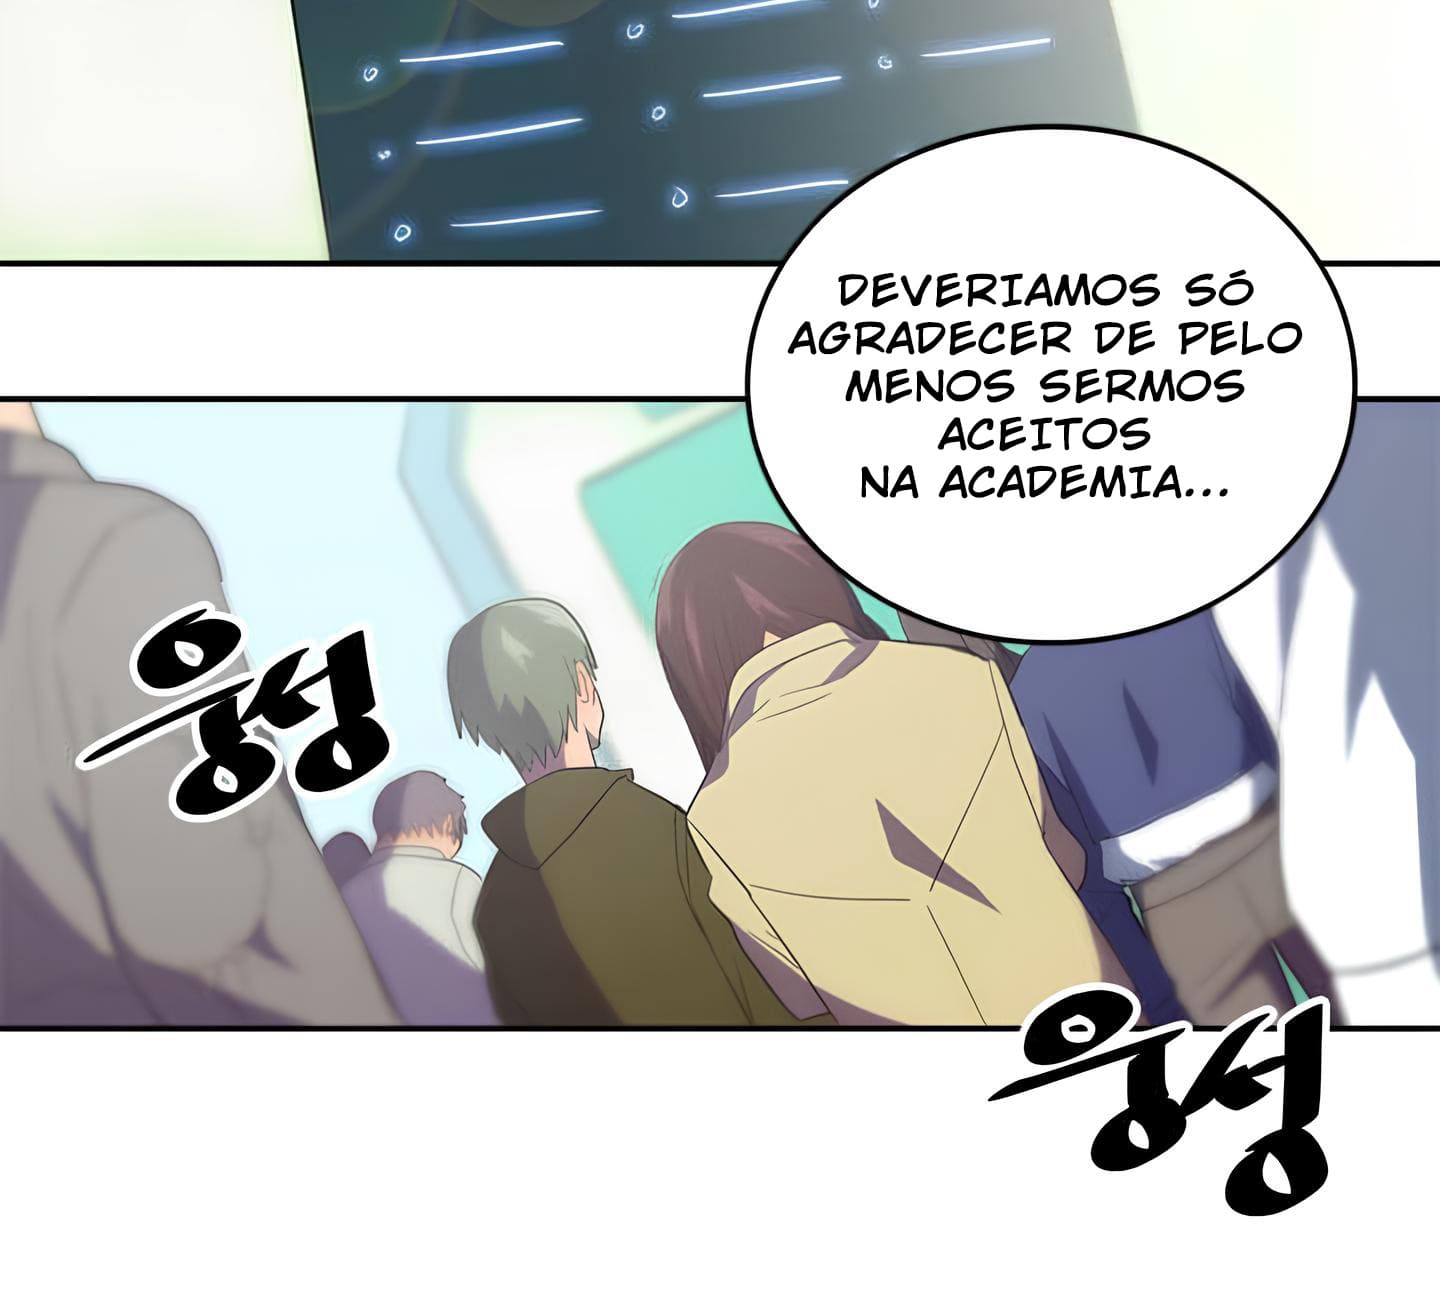 DEVERIAMOS SÓ
AGRADECER DE PELO
MENOS SERMOS
ACEITOS
NA ACADEMIA...
웅성
웅성